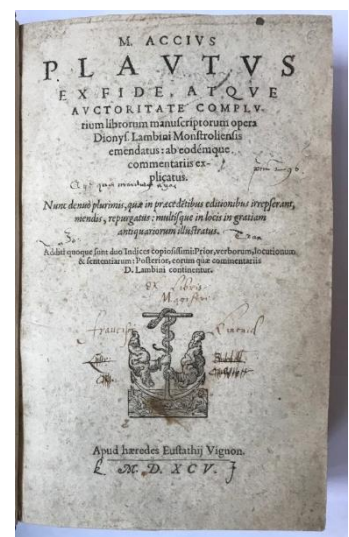 M. ACCIVS
PLAVTVS
EX FIDE, ATQVE
AVCTORITATE COMPLV-
rium librorum manuſcriptorum opera
Dionyſ. Lambini Monſtrolienſis
emendatus: ab eodémque
commentariis ex-
plicatus.
Nunc denuò plurimis, quæ in præcedētibus editionibus irrepſerant,
mendis, repurgatus: multiſque in locis in gratiam
antiquariorum illuſtratus.
Additi quoque ſunt duo Indices copioſiſſimi: Prior, verborum, locutionum
& ſententiarum: Poſterior, eorum quæ commentariis
D. Lambini continentur.
Ex Libris
Magistri
Francisci
Apud hæredes Euſtathij Vignon.
M. D. XCV.